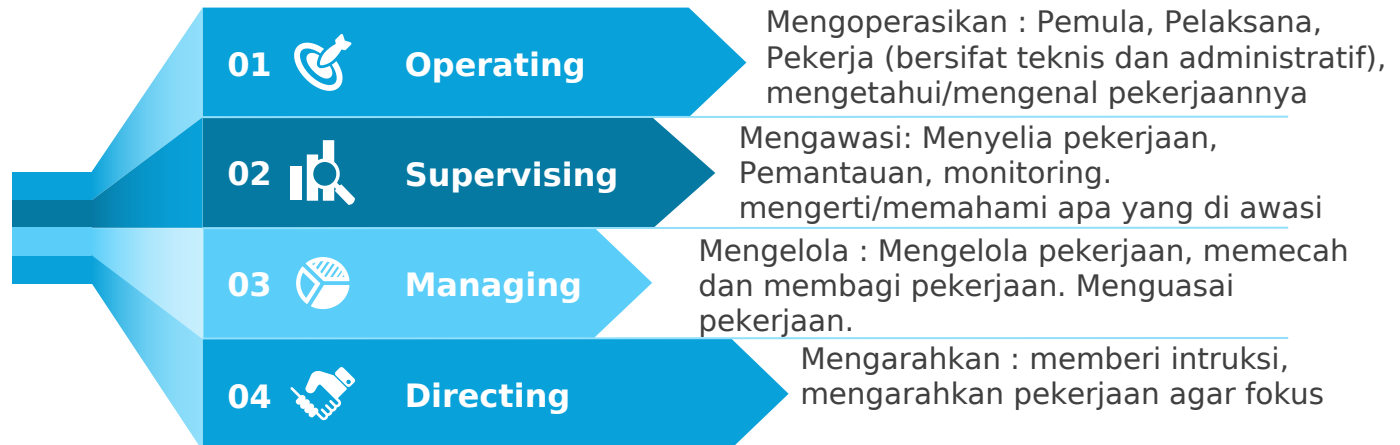 01 Operating
Mengoperasikan : Pemula, Pelaksana,
Pekerja (bersifat teknis dan administratif),
mengetahui/mengenal pekerjaannya
02 Supervising
Mengawasi: Menyelia pekerjaan,
Pemantauan, monitoring.
mengerti/memahami apa yang di awasi
03 Managing
Mengelola : Mengelola pekerjaan, memecah
dan membagi pekerjaan. Menguasai
pekerjaan.
04 Directing
Mengarahkan : memberi intruksi,
mengarahkan pekerjaan agar fokus